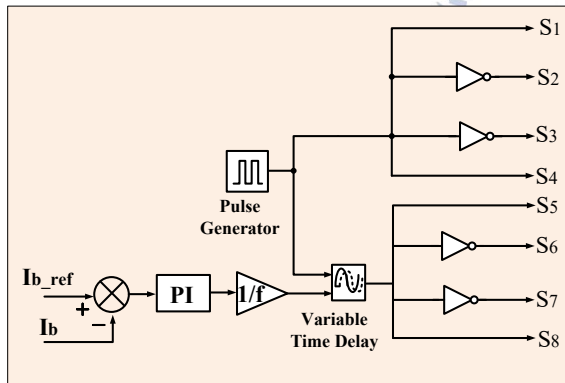 S1
S2
S3
S4
Pulse
Generator
S5
S6
S7
S8
Ib_ref
+
Ib
−
PI
1/f
Variable
Time Delay